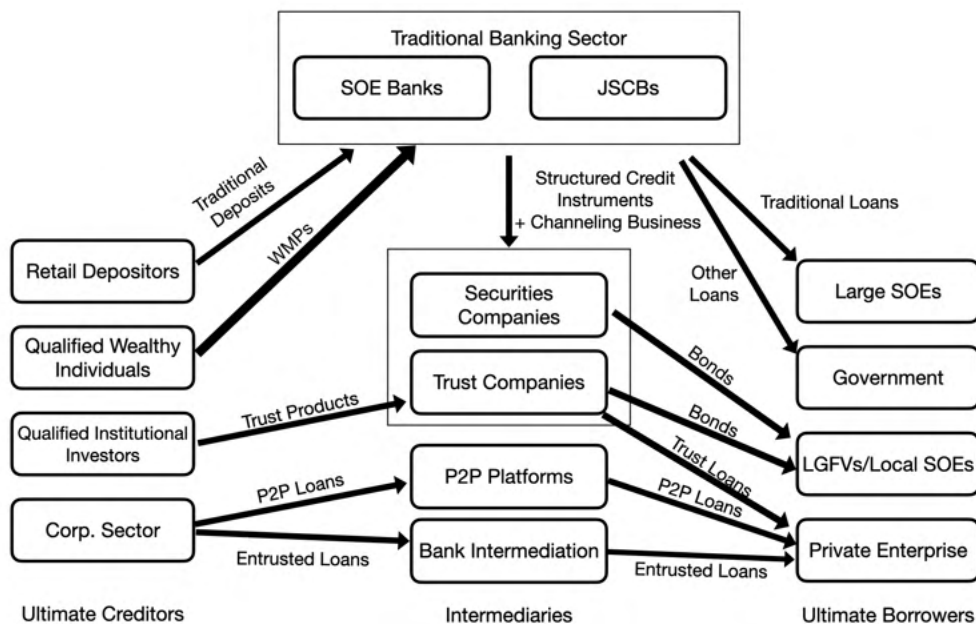 Traditional Banking Sector
SOE Banks
JSCBs
Traditional
Deposits
WMPs
Structured Credit
Instruments
+ Channeling Business
Traditional Loans
Other
Loans
Retail Depositors
Qualified Wealthy
Individuals
Qualified Institutional
Investors
Corp. Sector
Trust Products
P2P Loans
Entrusted Loans
Securities
Companies
Trust Companies
P2P Platforms
Bank Intermediation
Bonds
Bonds
Trust Loans
P2P Loans
Entrusted Loans
Large SOEs
Government
LGFVs/Local SOEs
Private Enterprise
Ultimate Creditors
Intermediaries
Ultimate Borrowers